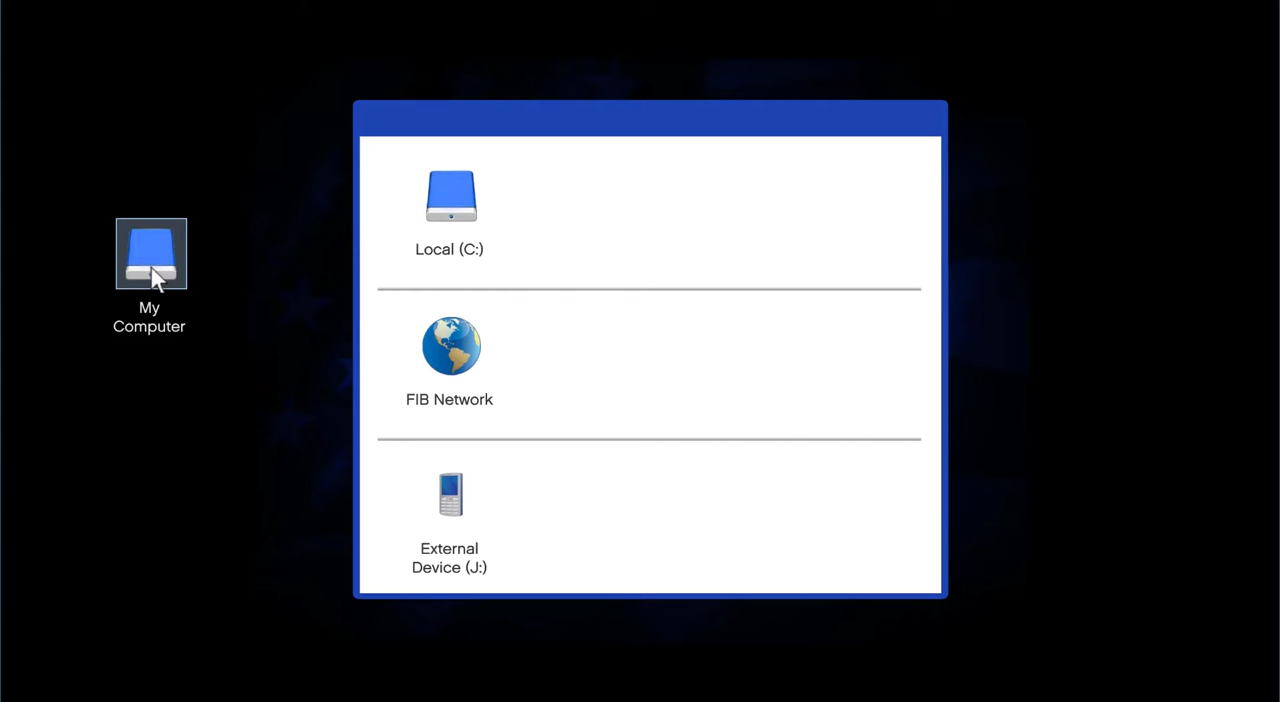 My
Computer
Local (C:)
FIB Network
External
Device (J:)